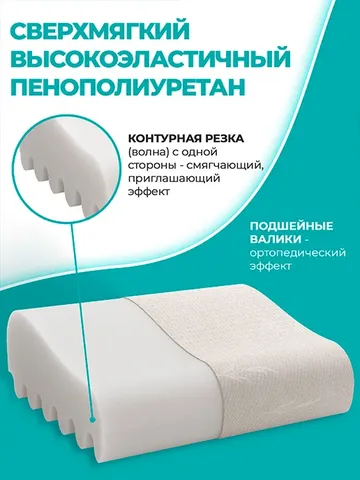 СВЕРХМЯГКИЙ
ВЫСОКОЭЛАСТИЧНЫЙ
ПЕНОПОЛИУРЕТАН
КОНТУРНАЯ РЕЗКА
(волна) с одной
стороны - смягчающий,
приглашающий
эффект
ПОДШЕЙНЫЕ
ВАЛИКИ -
ортопедический
эффект